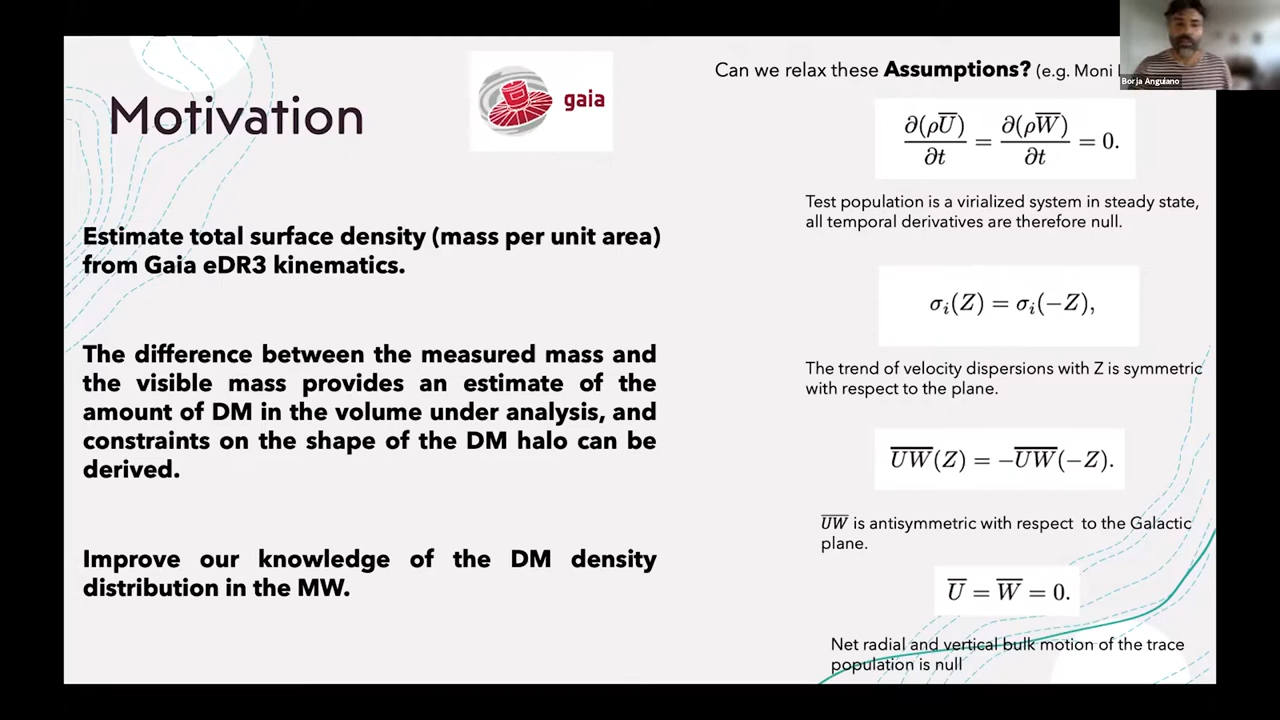 Motivation
gaia
Estimate total surface density (mass per unit area)
from Gaia eDR3 kinematics.
The difference between the measured mass and
the visible mass provides an estimate of the
amount of DM in the volume under analysis, and
constraints on the shape of the DM halo can be
derived.
Improve our knowledge of the DM density
distribution in the MW.
Can we relax these Assumptions? (e.g. Moni
Borja Anguiano
∂(ρU̅)/∂t = ∂(ρW̅)/∂t = 0.
Test population is a virialized system in steady state,
all temporal derivatives are therefore null.
σᵢ(Z) = σᵢ(−Z),
The trend of velocity dispersions with Z is symmetric
with respect to the plane.
U̅W̅(Z) = −U̅W̅(−Z).
U̅W̅ is antisymmetric with respect to the Galactic
plane.
U̅ = W̅ = 0.
Net radial and vertical bulk motion of the trace
population is null